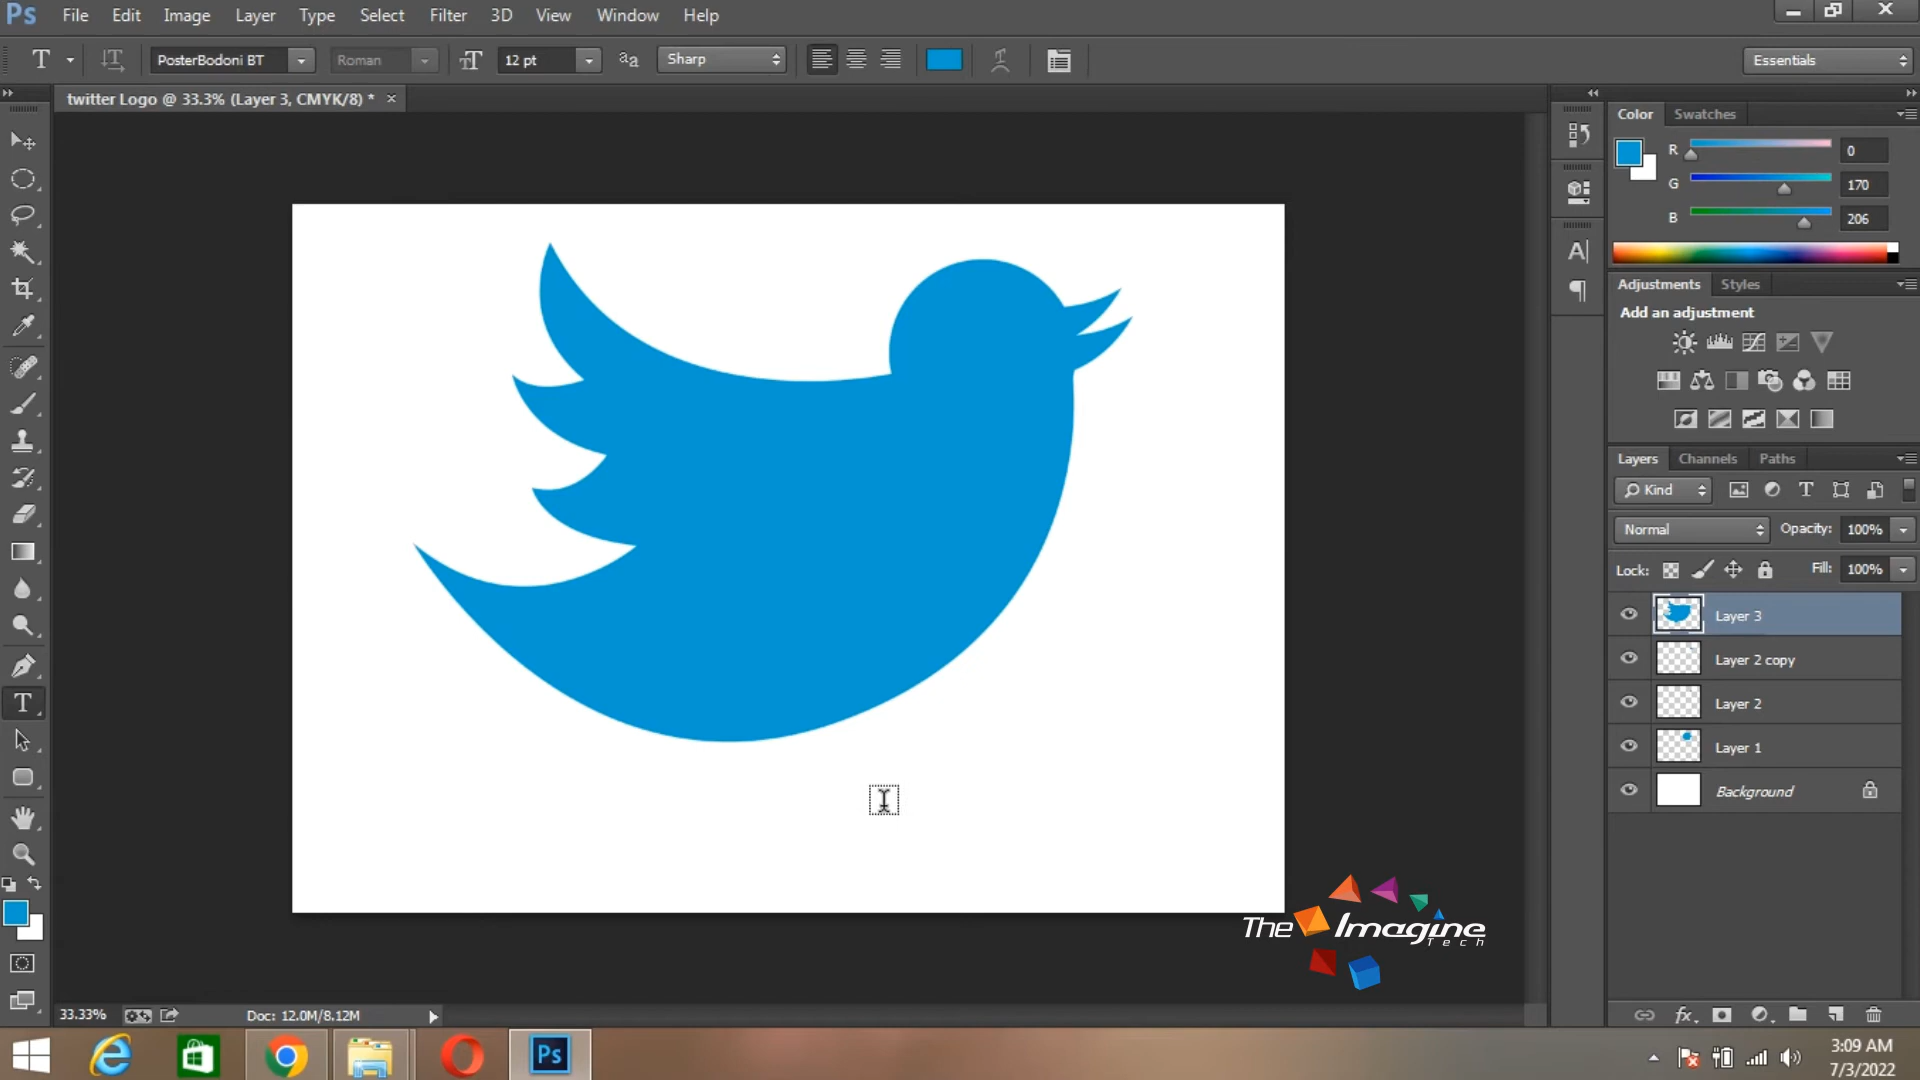 Ps File Edit Image Layer Type Select Filter 3D View Window Help
T PosterBodoni BT Roman 12 pt Sharp Essentials
twitter Logo @ 33.3% (Layer 3, CMYK/8) * ×
Color Swatches
R 0
G 170
B 206
Adjustments Styles
Add an adjustment
Layers Channels Paths
Kind
Normal Opacity: 100%
Lock: Fill: 100%
Layer 3
Layer 2 copy
Layer 2
Layer 1
Background
The Imagine
Tech
33.33% Doc: 12.0M/8.12M
fx
Ps
3:09 AM
7/3/2022